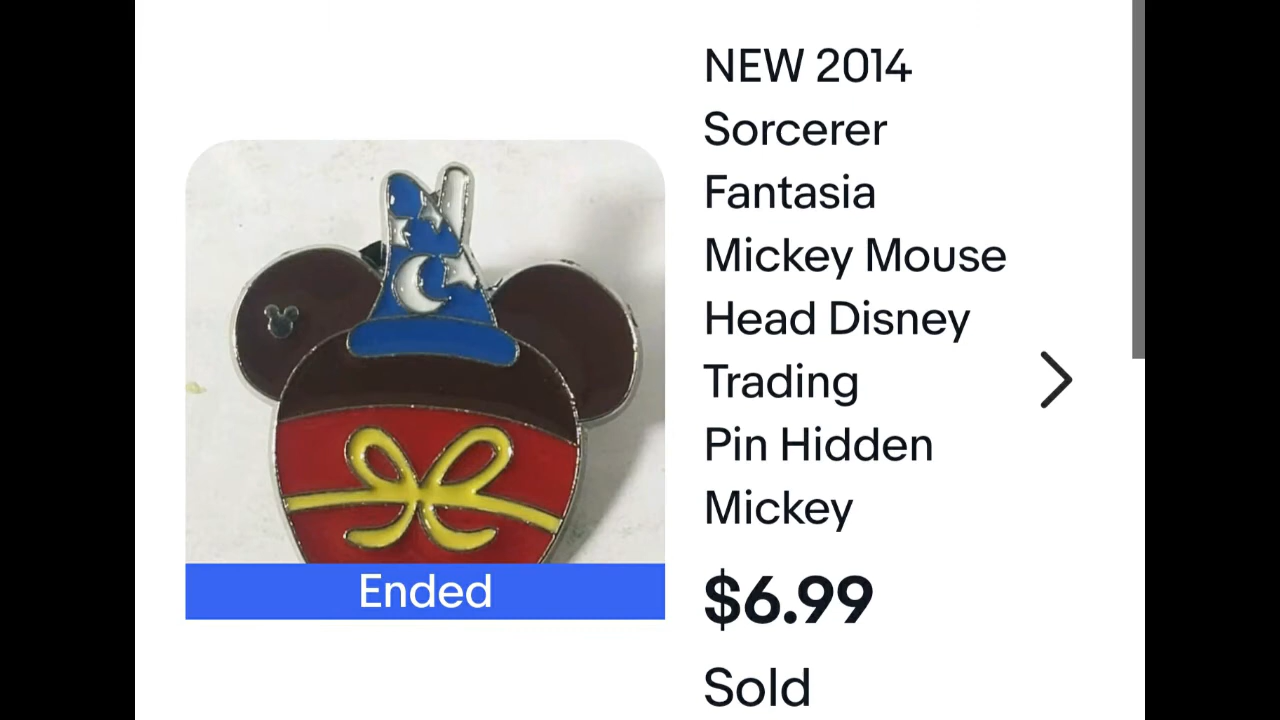 NEW 2014
Sorcerer
Fantasia
Mickey Mouse
Head Disney
Trading
Pin Hidden
Mickey
$6.99
Sold
Ended